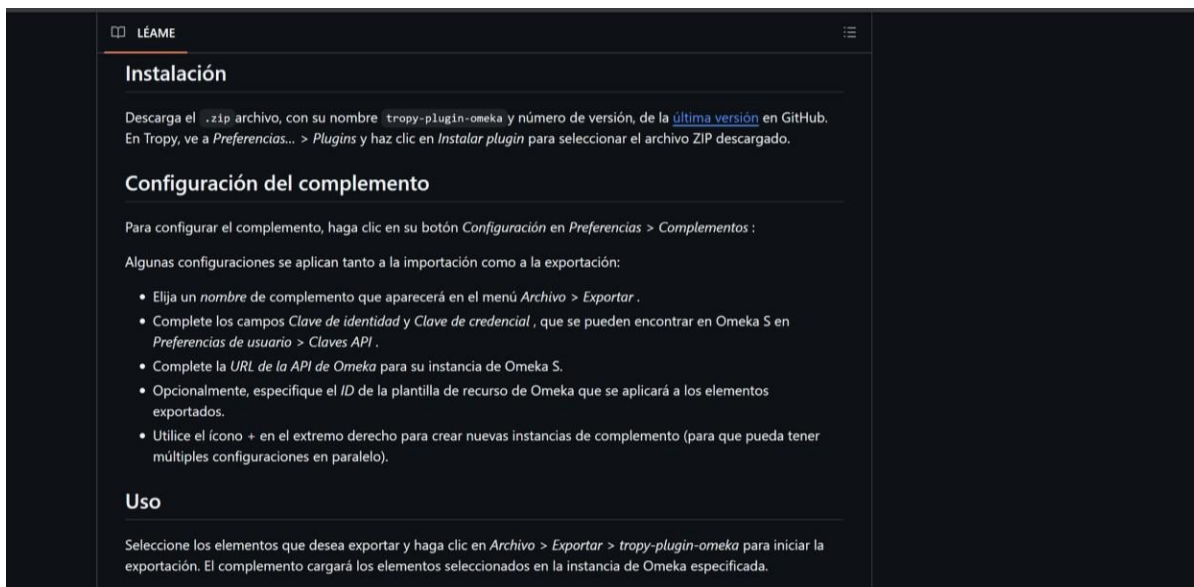 LÉAME
Instalación
Descarga el .zip archivo, con su nombre tropy-plugin-omeka y número de versión, de la última versión en GitHub.
En Tropy, ve a Preferencias... > Plugins y haz clic en Instalar plugin para seleccionar el archivo ZIP descargado.
Configuración del complemento
Para configurar el complemento, haga clic en su botón Configuración en Preferencias > Complementos :
Algunas configuraciones se aplican tanto a la importación como a la exportación:
• Elija un nombre de complemento que aparecerá en el menú Archivo > Exportar .
• Complete los campos Clave de identidad y Clave de credencial , que se pueden encontrar en Omeka S en
Preferencias de usuario > Claves API .
• Complete la URL de la API de Omeka para su instancia de Omeka S.
• Opcionalmente, especifique el ID de la plantilla de recurso de Omeka que se aplicará a los elementos
exportados.
• Utilice el ícono + en el extremo derecho para crear nuevas instancias de complemento (para que pueda tener
múltiples configuraciones en paralelo).
Uso
Seleccione los elementos que desea exportar y haga clic en Archivo > Exportar > tropy-plugin-omeka para iniciar la
exportación. El complemento cargará los elementos seleccionados en la instancia de Omeka especificada.